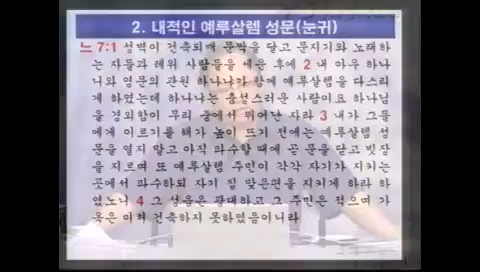 2. 내적인 예루살렘 성문(눈귀)
느 7:1 성벽이 건축되매 문짝을 달고 문지기와 노래하
는 자들과 레위 사람들을 세운 후에 2 내 아우 하나
니와 영문의 관원 하나냐가 함께 예루살렘을 다스리
게 하였는데 하나냐는 충성스러운 사람이요 하나님
을 경외함이 무리 중에서 뛰어난 자라 3 내가 그들
에게 이르기를 해가 높이 뜨기 전에는 예루살렘 성
문을 열지 말고 아직 파수할 때에 곧 문을 닫고 빗장
을 지르며 또 예루살렘 주민이 각각 자기가 지키는
곳에서 파수하되 자기 집 맞은편을 지키게 하라 하
였노니 4 그 성읍은 광대하고 그 주민은 적으며 가
옥은 미처 건축하지 못하였음이니라